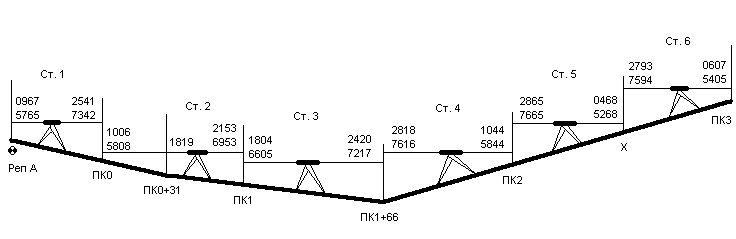 Ст. 1
0967 2541
5765 7342
Реп А
ПК0
Ст. 2
1006 1819 2153
5808 6953
ПК0+31
ПК1
Ст. 3
1804 2420
6605 7217
ПК1+66
Ст. 4
2818 1044
7616 5844
ПК2
Ст. 5
2865 0468
7665 5268
Х
Ст. 6
2793 0607
7594 5405
ПК3